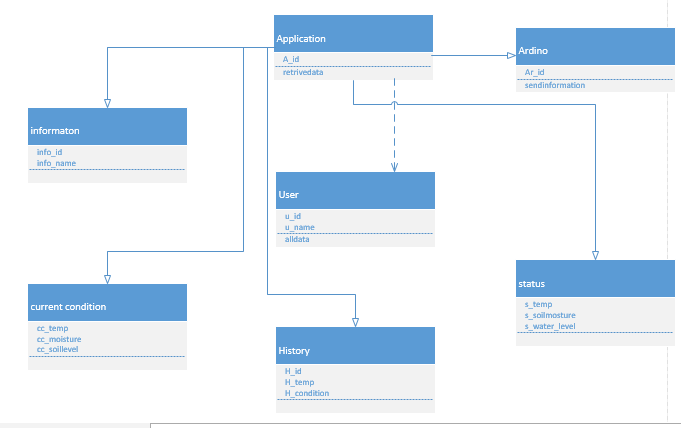 Application
A_id
retrivedata
Ardino
Ar_id
sendinformation
informaton
info_id
info_name
User
u_id
u_name
alldata
status
s_temp
s_soilmosture
s_water_level
current condition
cc_temp
cc_moisture
cc_soillevel
History
H_id
H_temp
H_condition